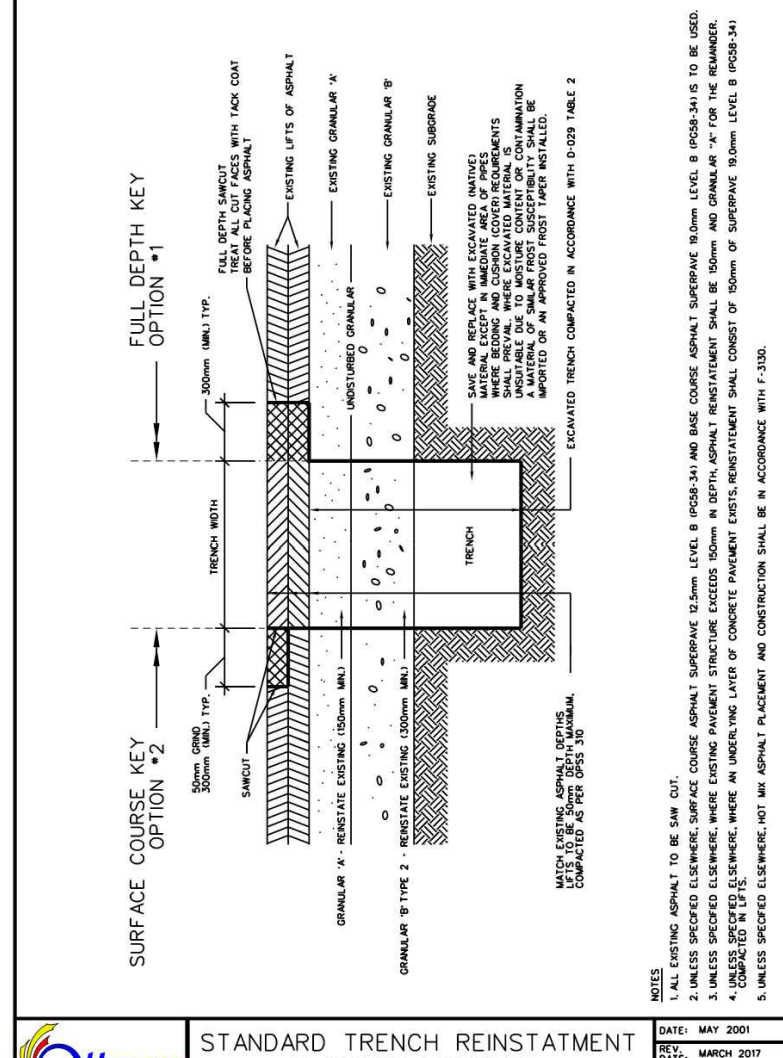 SURFACE COURSE KEY
OPTION #2
FULL DEPTH KEY
OPTION #1
50mm GRIND
300mm (MIN.) TYP.
TRENCH WIDTH
300mm (MIN.) TYP.
SAWCUT
FULL DEPTH SAWCUT
TREAT ALL CUT FACES WITH TACK COAT
BEFORE PLACING ASPHALT
EXISTING LIFTS OF ASPHALT
GRANULAR 'A' - REINSTATE EXISTING (150mm MIN.)
EXISTING GRANULAR 'A'
UNDISTURBED GRANULAR
GRANULAR 'B' TYPE 2 - REINSTATE EXISTING (300mm MIN.)
EXISTING GRANULAR 'B'
EXISTING SUBGRADE
TRENCH
SAVE AND REPLACE WITH EXCAVATED (NATIVE)
MATERIAL EXCEPT IN IMMEDIATE AREA OF PIPES
WHERE BEDDING AND CUSHION (COVER) REQUIREMENTS
SHALL PREVAIL. WHERE EXCAVATED MATERIAL IS
UNSUITABLE DUE TO MOISTURE CONTENT OR CONTAMINATION
A MATERIAL OF SIMILAR FROST SUSCEPTIBILITY SHALL BE
IMPORTED OR AN APPROVED FROST TAPER INSTALLED.
MATCH EXISTING ASPHALT DEPTHS
LIFTS TO BE 50mm DEPTH MAXIMUM,
COMPACTED AS PER OPSS 310
EXCAVATED TRENCH COMPACTED IN ACCORDANCE WITH D-029 TABLE 2
NOTES
1. ALL EXISTING ASPHALT TO BE SAW CUT.
2. UNLESS SPECIFIED ELSEWHERE, SURFACE COURSE ASPHALT SUPERPAVE 12.5mm LEVEL B (PG58-34) AND BASE COURSE ASPHALT SUPERPAVE 19.0mm LEVEL B (PG58-34) IS TO BE USED.
3. UNLESS SPECIFIED ELSEWHERE, WHERE EXISTING PAVEMENT STRUCTURE EXCEEDS 150mm IN DEPTH, ASPHALT REINSTATEMENT SHALL BE 150mm AND GRANULAR "A" FOR THE REMAINDER.
4. UNLESS SPECIFIED ELSEWHERE, WHERE AN UNDERLYING LAYER OF CONCRETE PAVEMENT EXISTS, REINSTATEMENT SHALL CONSIST OF 150mm OF SUPERPAVE 19.0mm LEVEL B (PG58-34)
COMPACTED IN LIFTS.
5. UNLESS SPECIFIED ELSEWHERE, HOT MIX ASPHALT PLACEMENT AND CONSTRUCTION SHALL BE IN ACCORDANCE WITH F-3130.
STANDARD TRENCH REINSTATMENT
DATE: MAY 2001
REV.
DATE: MARCH 2017